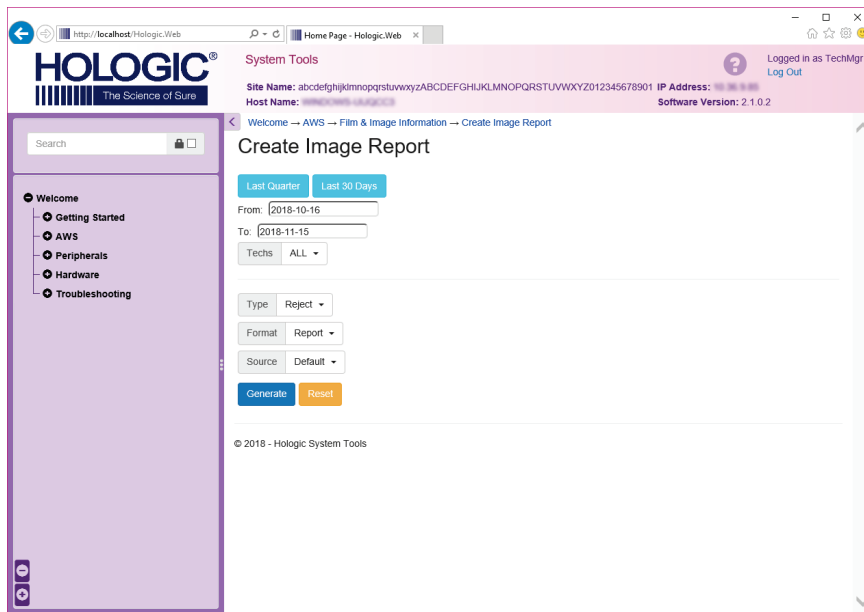 http://localhost/Hologic.Web
Home Page - Hologic.Web
HOLOGIC®
The Science of Sure
System Tools
Logged in as TechMgr
Log Out
Site Name: abcdefghijklmnopqrstuvwxyzABCDEFGHIJKLMNOPQRSTUVWXYZ012345678901 IP Address:
Host Name:
Software Version: 2.1.0.2
Search
Welcome → AWS → Film & Image Information → Create Image Report
Create Image Report
Last Quarter
Last 30 Days
From: 2018-10-16
To: 2018-11-15
Techs ALL
Welcome
Getting Started
AWS
Peripherals
Hardware
Troubleshooting
Type Reject
Format Report
Source Default
Generate
Reset
© 2018 - Hologic System Tools